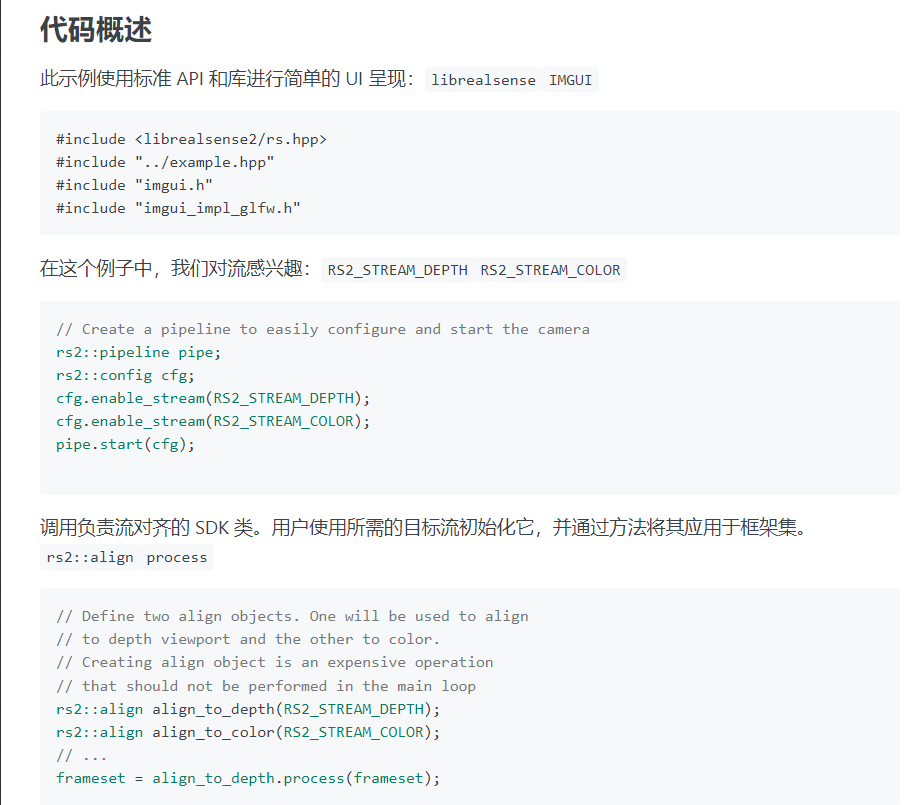 代码概述
此示例使用标准 API 和库进行简单的 UI 呈现： librealsense IMGUI
#include <librealsense2/rs.hpp>
#include "../example.hpp"
#include "imgui.h"
#include "imgui_impl_glfw.h"
在这个例子中，我们对流感兴趣： RS2_STREAM_DEPTH RS2_STREAM_COLOR
// Create a pipeline to easily configure and start the camera
rs2::pipeline pipe;
rs2::config cfg;
cfg.enable_stream(RS2_STREAM_DEPTH);
cfg.enable_stream(RS2_STREAM_COLOR);
pipe.start(cfg);
调用负责流对齐的 SDK 类。用户使用所需的目标流初始化它，并通过方法将其应用于框架集。
rs2::align process
// Define two align objects. One will be used to align
// to depth viewport and the other to color.
// Creating align object is an expensive operation
// that should not be performed in the main loop
rs2::align align_to_depth(RS2_STREAM_DEPTH);
rs2::align align_to_color(RS2_STREAM_COLOR);
// ...
frameset = align_to_depth.process(frameset);